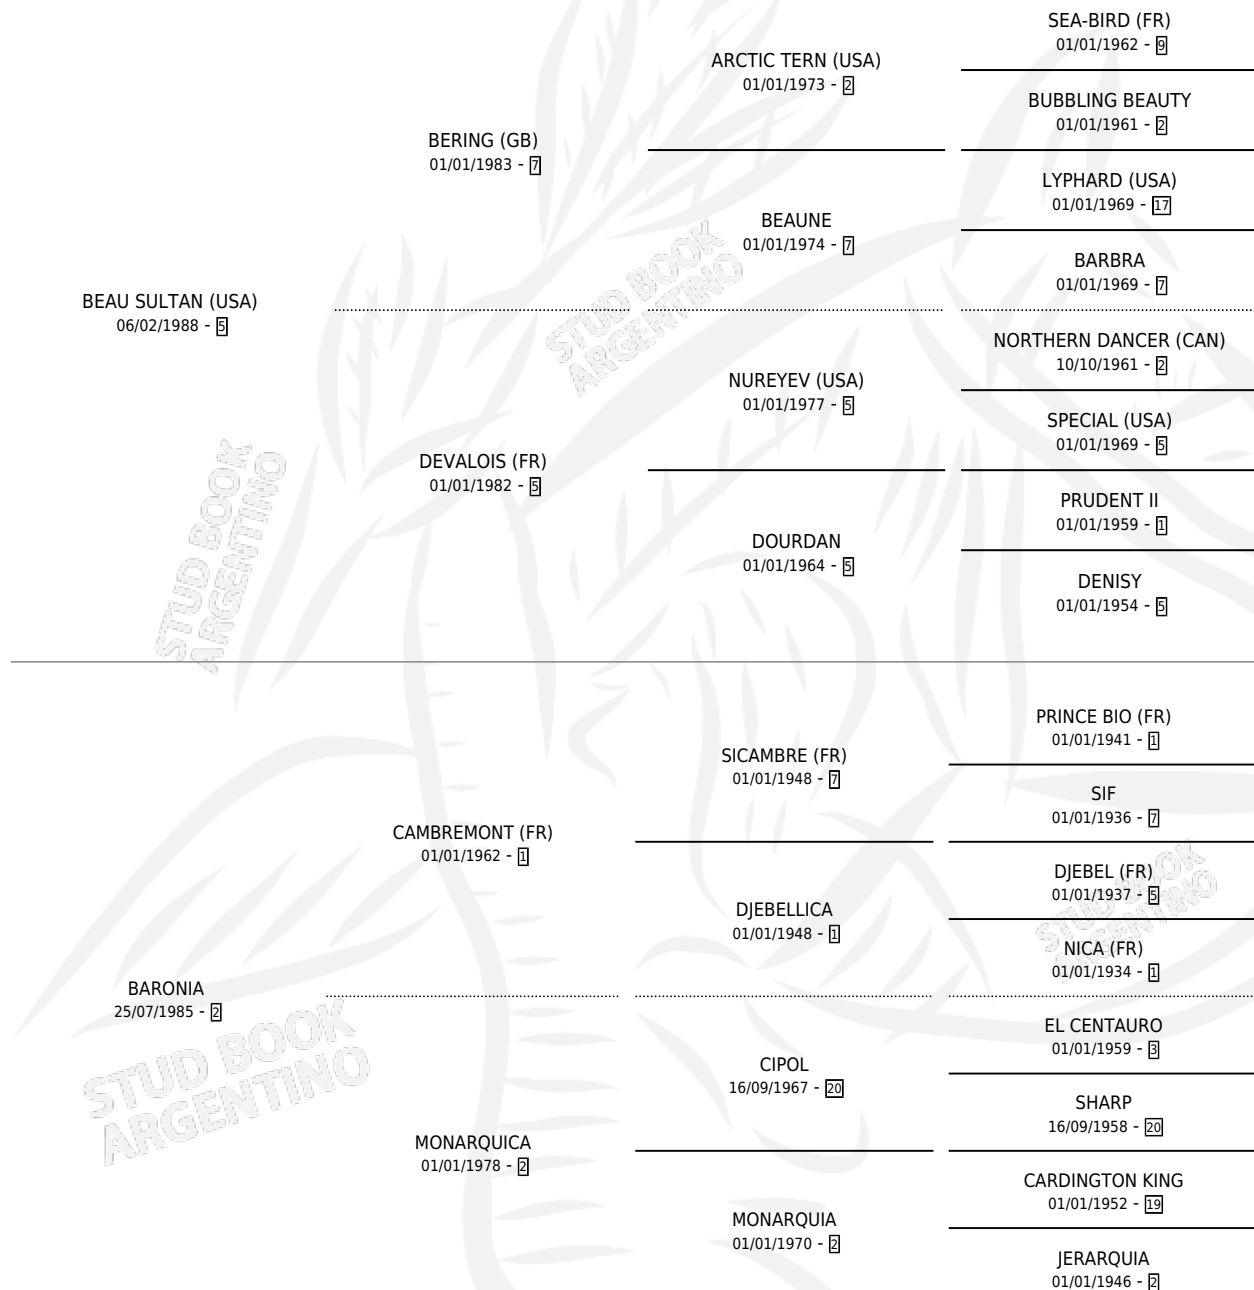 SEA-BIRD (FR)
01/01/1962 - 9
ARCTIC TERN (USA)
01/01/1973 - 2
BUBBLING BEAUTY
01/01/1961 - 2
BERING (GB)
01/01/1983 - 7
LYPHARD (USA)
01/01/1969 - 17
BEAUNE
01/01/1974 - 7
BARBRA
01/01/1969 - 7
BEAU SULTAN (USA)
06/02/1988 - 5
NORTHERN DANCER (CAN)
10/10/1961 - 2
NUREYEV (USA)
01/01/1977 - 5
SPECIAL (USA)
01/01/1969 - 5
DEVALOIS (FR)
01/01/1982 - 5
PRUDENT II
01/01/1959 - 1
DOURDAN
01/01/1964 - 5
DENISY
01/01/1954 - 5
PRINCE BIO (FR)
01/01/1941 - 1
SICAMBRE (FR)
01/01/1948 - 7
SIF
01/01/1936 - 7
CAMBREMONT (FR)
01/01/1962 - 1
DJEBEL (FR)
01/01/1937 - 5
DJEBELLICA
01/01/1948 - 1
NICA (FR)
01/01/1934 - 1
BARONIA
25/07/1985 - 2
EL CENTAURO
01/01/1959 - 3
CIPOL
16/09/1967 - 20
SHARP
16/09/1958 - 20
MONARQUICA
01/01/1978 - 2
CARDINGTON KING
01/01/1952 - 19
MONARQUIA
01/01/1970 - 2
JERARQUIA
01/01/1946 - 2
STUD BOOK
ARGENTINO
STUD BOOK
ARGENTINO
STUD BOOK
ARGENTINO
STUD BOOK
ARGENTINO